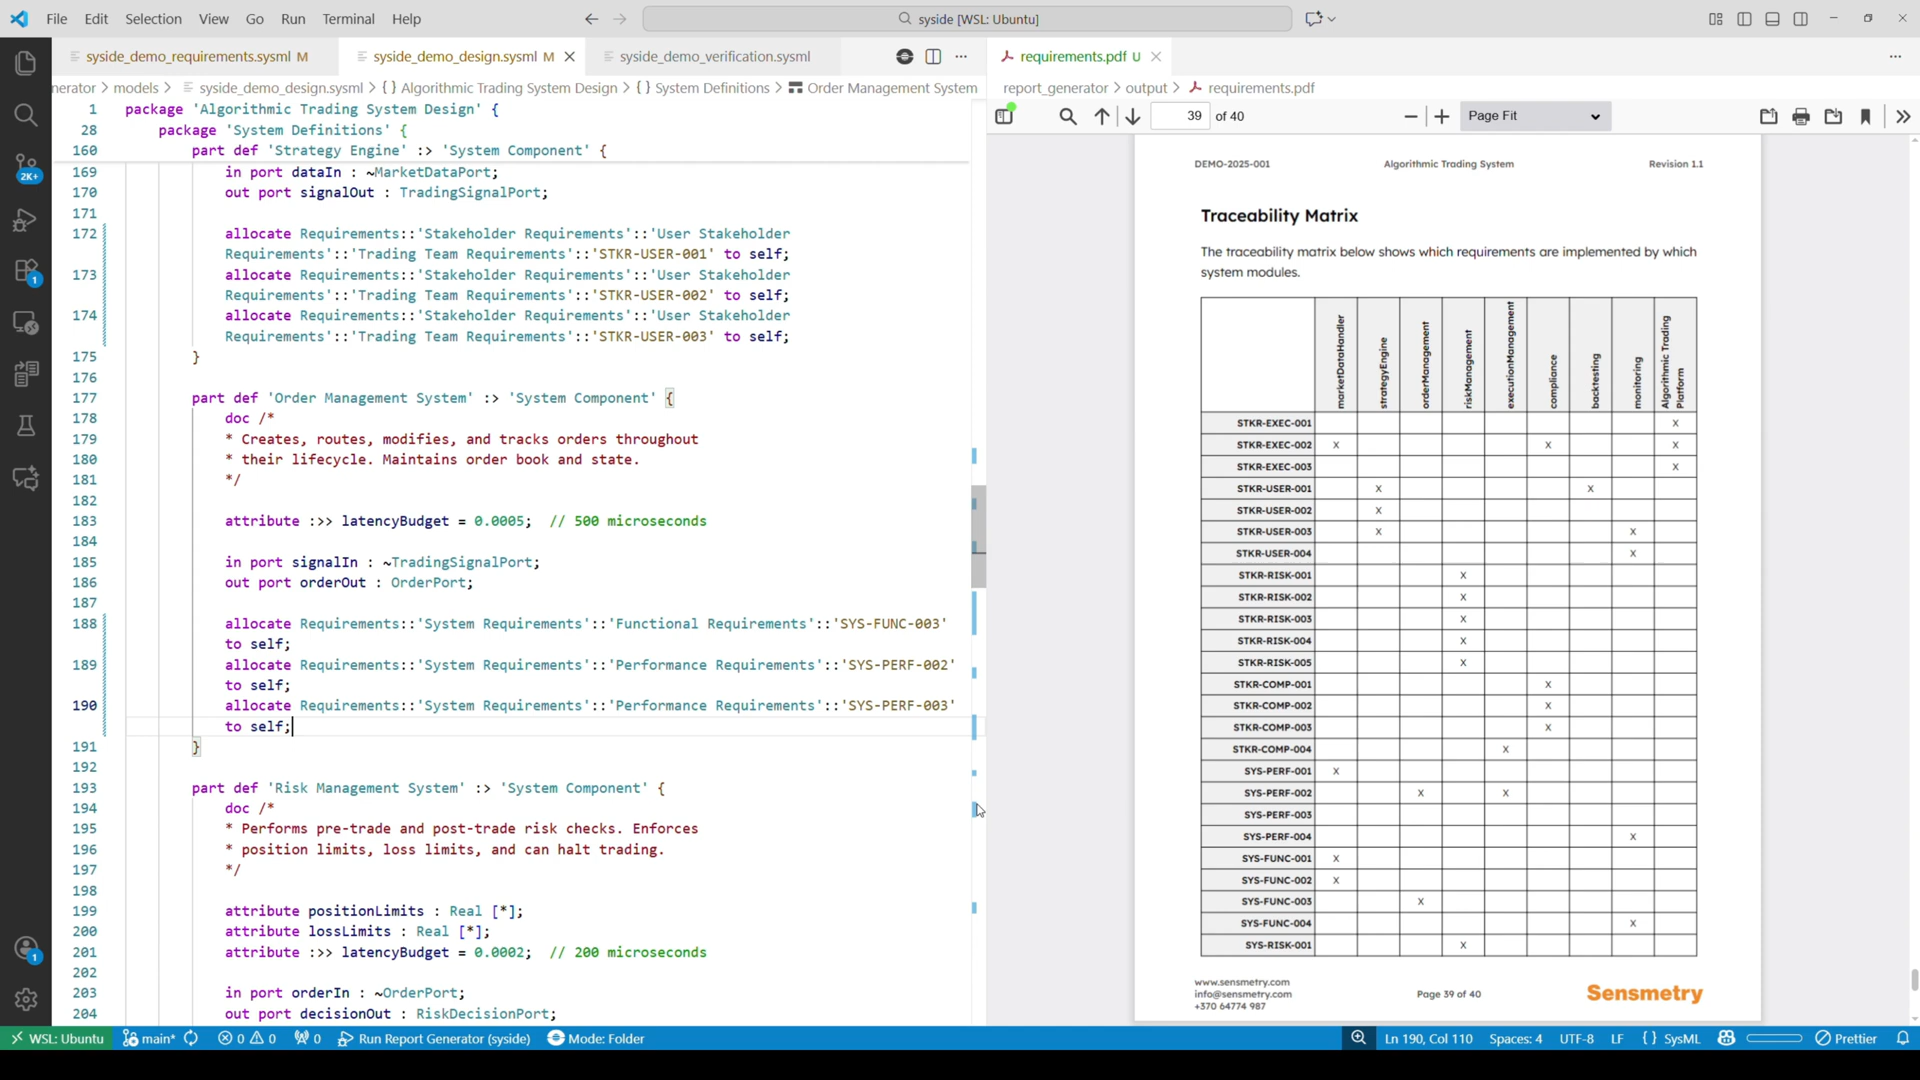 File Edit Selection View Go Run Terminal Help
syside [WSL: Ubuntu]
syside_demo_requirements.sysml M
syside_demo_design.sysml M
syside_demo_verification.sysml
requirements.pdf U
nerator > models > syside_demo_design.sysml > {} Algorithmic Trading System Design > {} System Definitions > Order Management System
report_generator > output > requirements.pdf
39 of 40
Page Fit
2K+
1
1
1 package 'Algorithmic Trading System Design' {
28 package 'System Definitions' {
160 part def 'Strategy Engine' :> 'System Component' {
169 in port dataIn : ~MarketDataPort;
170 out port signalOut : TradingSignalPort;
171
172 allocate Requirements::'Stakeholder Requirements'::'User Stakeholder
Requirements'::'Trading Team Requirements'::'STKR-USER-001' to self;
173 allocate Requirements::'Stakeholder Requirements'::'User Stakeholder
Requirements'::'Trading Team Requirements'::'STKR-USER-002' to self;
174 allocate Requirements::'Stakeholder Requirements'::'User Stakeholder
Requirements'::'Trading Team Requirements'::'STKR-USER-003' to self;
175 }
176
177 part def 'Order Management System' :> 'System Component' {
178 doc /*
179 * Creates, routes, modifies, and tracks orders throughout
180 * their lifecycle. Maintains order book and state.
181 */
182
183 attribute :>> latencyBudget = 0.0005; // 500 microseconds
184
185 in port signalIn : ~TradingSignalPort;
186 out port orderOut : OrderPort;
187
188 allocate Requirements::'System Requirements'::'Functional Requirements'::'SYS-FUNC-003'
to self;
189 allocate Requirements::'System Requirements'::'Performance Requirements'::'SYS-PERF-002'
to self;
190 allocate Requirements::'System Requirements'::'Performance Requirements'::'SYS-PERF-003'
to self;
191 }
192
193 part def 'Risk Management System' :> 'System Component' {
194 doc /*
195 * Performs pre-trade and post-trade risk checks. Enforces
196 * position limits, loss limits, and can halt trading.
197 */
198
199 attribute positionLimits : Real [*];
200 attribute lossLimits : Real [*];
201 attribute :>> latencyBudget = 0.0002; // 200 microseconds
202
203 in port orderIn : ~OrderPort;
204 out port decisionOut : RiskDecisionPort;
DEMO-2025-001 Algorithmic Trading System Revision 1.1
Traceability Matrix
The traceability matrix below shows which requirements are implemented by which
system modules.
marketDataHandler strategyEngine orderManagement riskManagement executionManagement compliance backtesting monitoring Algorithmic Trading Platform
STKR-EXEC-001 X
STKR-EXEC-002 X X X
STKR-EXEC-003 X
STKR-USER-001 X X
STKR-USER-002 X
STKR-USER-003 X X
STKR-USER-004 X
STKR-RISK-001 X
STKR-RISK-002 X
STKR-RISK-003 X
STKR-RISK-004 X
STKR-RISK-005 X
STKR-COMP-001 X
STKR-COMP-002 X
STKR-COMP-003 X
STKR-COMP-004 X
SYS-PERF-001 X
SYS-PERF-002 X X
SYS-PERF-003
SYS-PERF-004 X
SYS-FUNC-001 X
SYS-FUNC-002 X
SYS-FUNC-003 X
SYS-FUNC-004 X
SYS-RISK-001 X
www.sensmetry.com
info@sensmetry.com
+370 64774 987
Page 39 of 40
Sensmetry
WSL: Ubuntu main* 0 0 0 Run Report Generator (syside) Mode: Folder Ln 190, Col 110 Spaces: 4 UTF-8 LF {} SysML Prettier